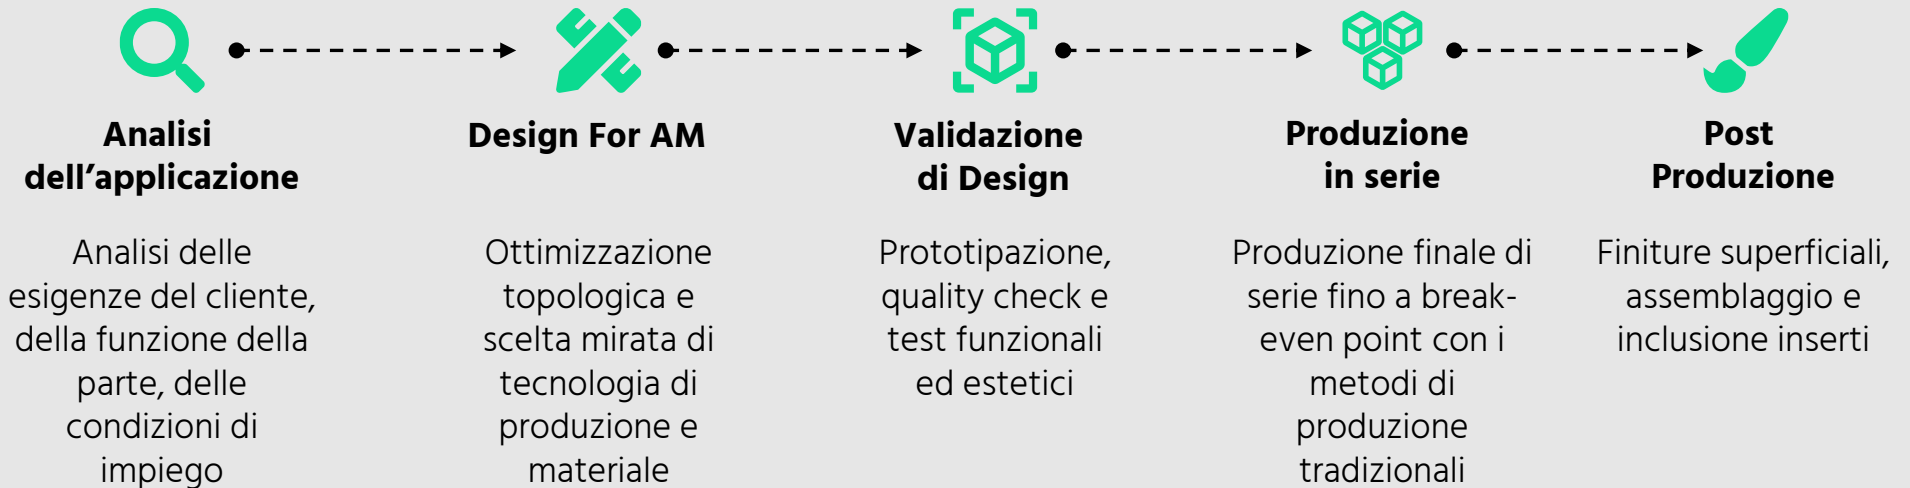 Analisi
dell’applicazione
Analisi delle
esigenze del cliente,
della funzione della
parte, delle
condizioni di
impiego
Design For AM
Ottimizzazione
topologica e
scelta mirata di
tecnologia di
produzione e
materiale
Validazione
di Design
Prototipazione,
quality check e
test funzionali
ed estetici
Produzione
in serie
Produzione finale di
serie fino a break-
even point con i
metodi di
produzione
tradizionali
Post
Produzione
Finiture superficiali,
assemblaggio e
inclusione inserti